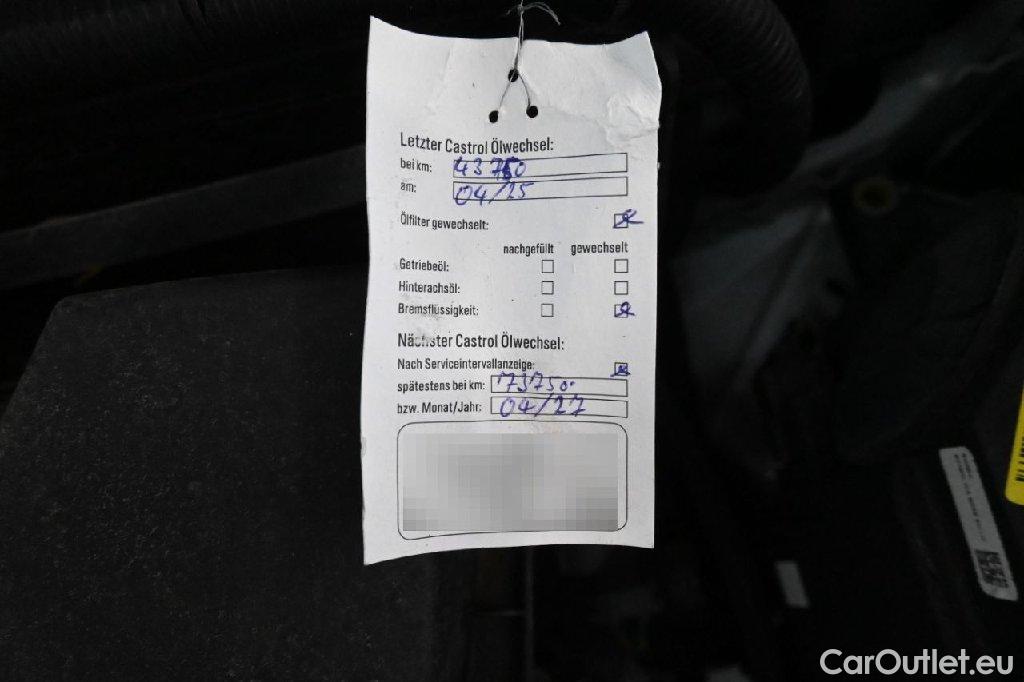 Letzter Castrol Ölwechsel:
bei km: 43750
am: 04/25
Ölfilter gewechselt:
nachgefüllt gewechselt
Getriebeöl:
Hinterachsöl:
Bremsflüssigkeit:
Nächster Castrol Ölwechsel:
Nach Serviceintervallanzeige:
spätestens bei km: 73750
bzw. Monat/Jahr: 04/27
CarOutlet.eu